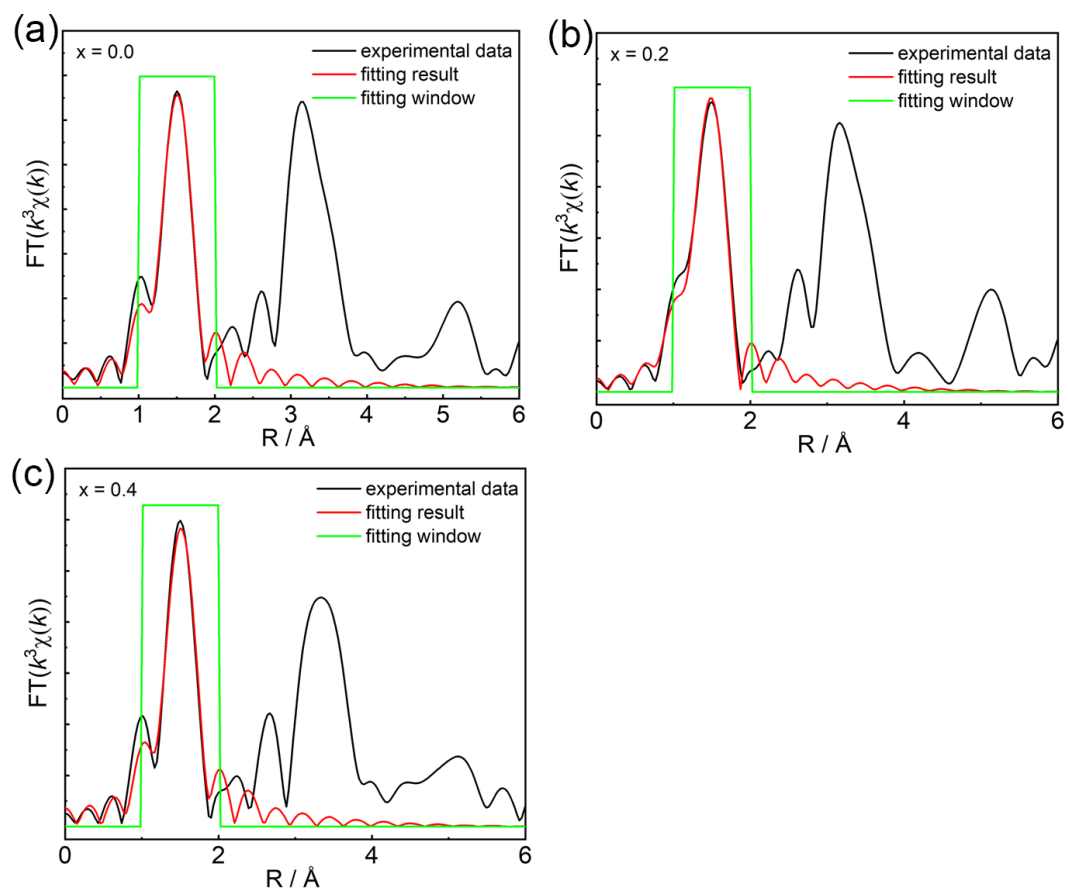 (a)
x = 0.0
experimental data
fitting result
fitting window
FT(k³χ(k))
0 1 2 3 4 5 6
R / Å
(b)
x = 0.2
experimental data
fitting result
fitting window
FT(k³χ(k))
0 2 4 6
R / Å
(c)
x = 0.4
experimental data
fitting result
fitting window
FT(k³χ(k))
0 2 4 6
R / Å